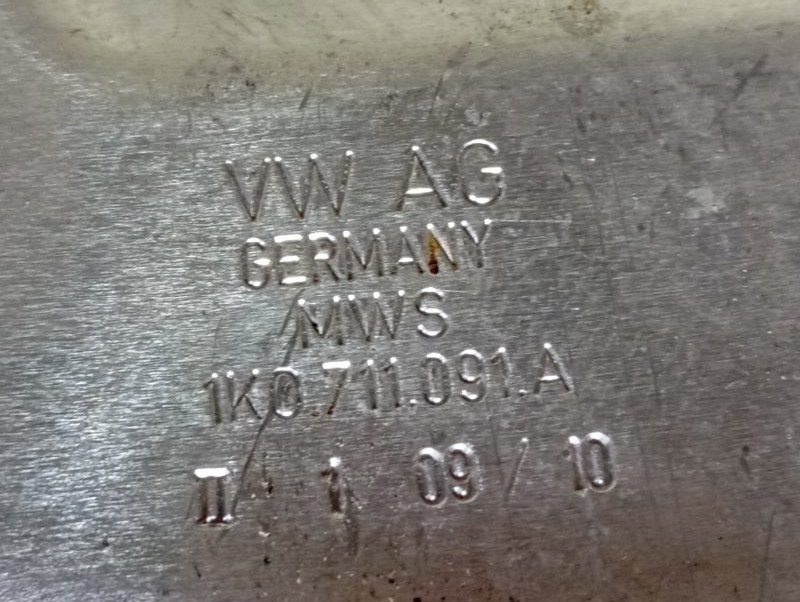 VW AG
GERMANY
MWS
1K0.711.091.A
II 1 09/10